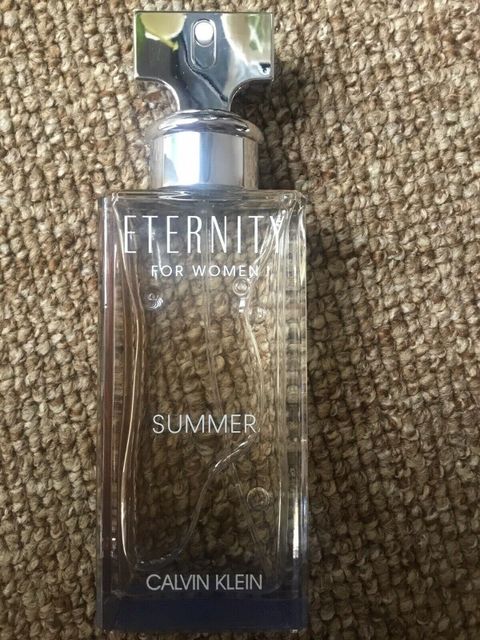 ETERNITY
FOR WOMEN
SUMMER
CALVIN KLEIN